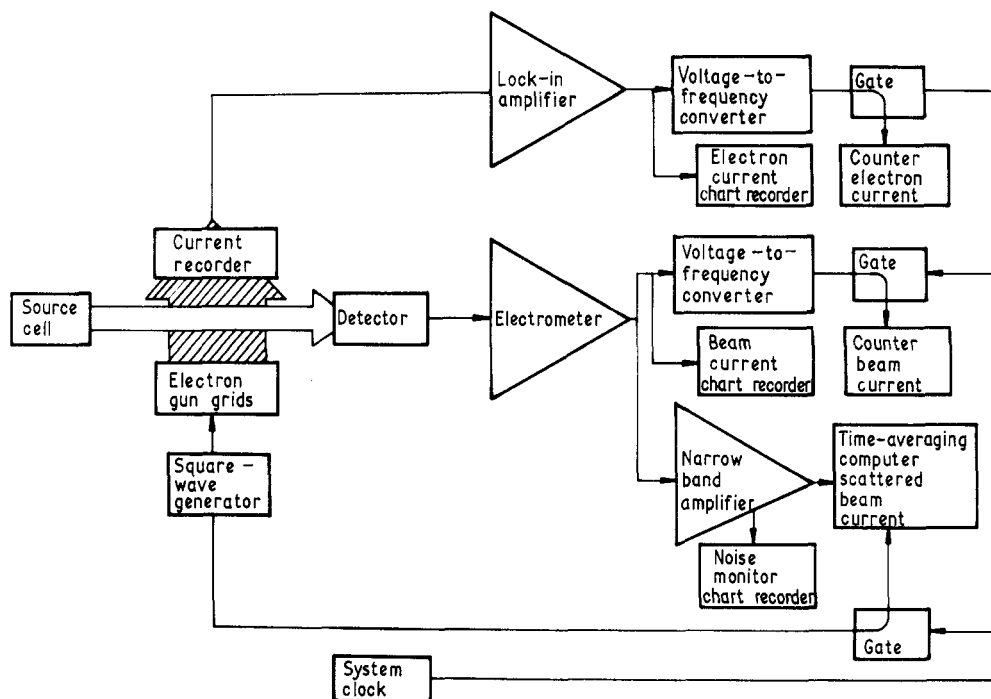 Lock-in
amplifier
Voltage-to-
frequency
converter
Gate
Electron
current
chart recorder
Counter
electron
current
Current
recorder
Source
cell
Detector
Electrometer
Voltage-to-
frequency
converter
Gate
Beam
current
chart recorder
Counter
beam
current
Electron
gun grids
Square-
wave
generator
Narrow
band
amplifier
Time-averaging
computer
scattered
beam
current
Noise
monitor
chart recorder
Gate
System
clock